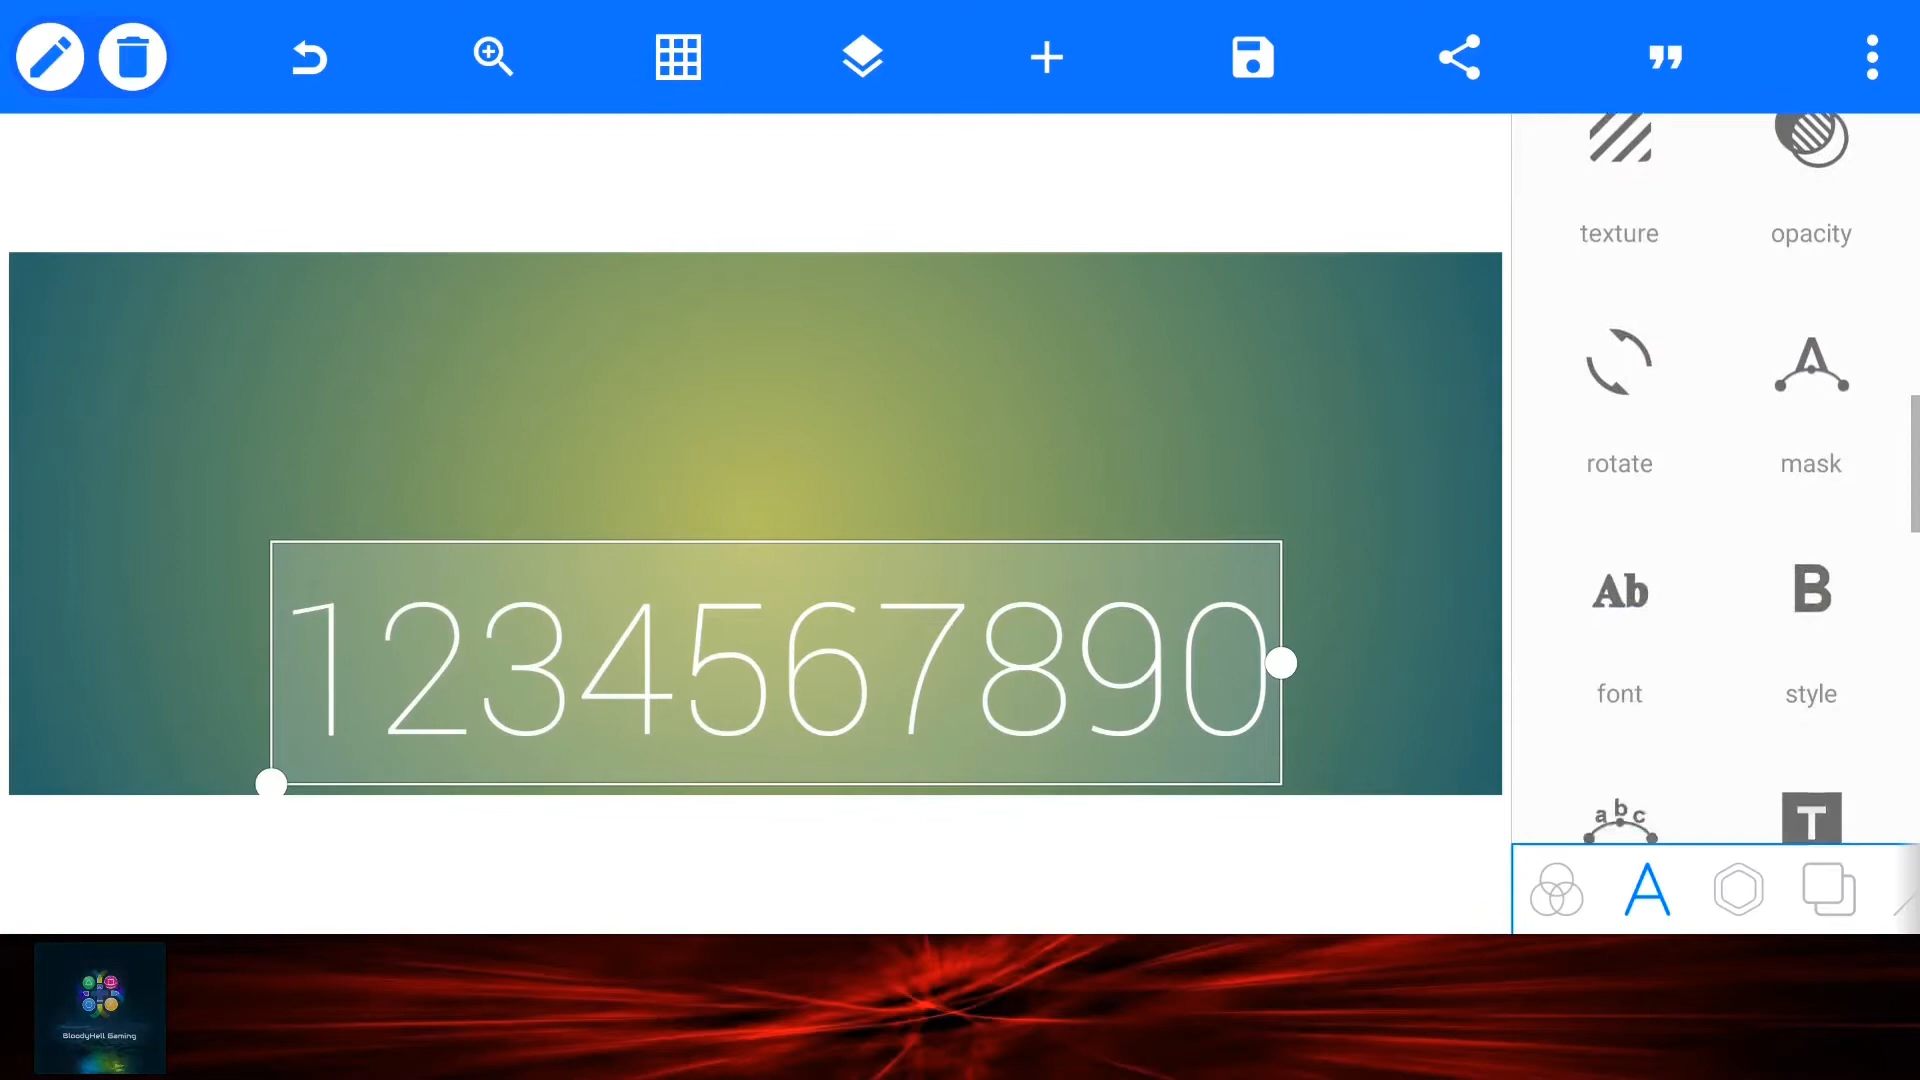 texture opacity
rotate mask
1234567890
Ab B
font style
abc T
A
BloodyHell Gaming